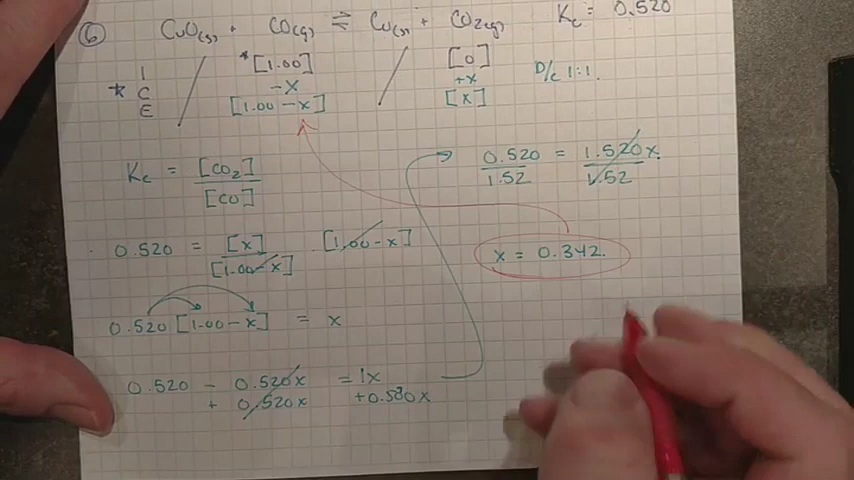 ⑥ CuO(s) + CO(g) ⇌ Cu(s) + CO2(g) Kc = 0.520
I / *[1.00] / [0]
* C -x +x D/c 1:1.
E [1.00 - x] [x]
Kc = [CO2] / [CO]
0.520 = [x] / [1.00 - x] [1.00 - x]
0.520 [1.00 - x] = x
0.520 - 0.520x = 1x
+ 0.520x +0.580x
0.520 / 1.52 = 1.520x / 1.52
x = 0.342.